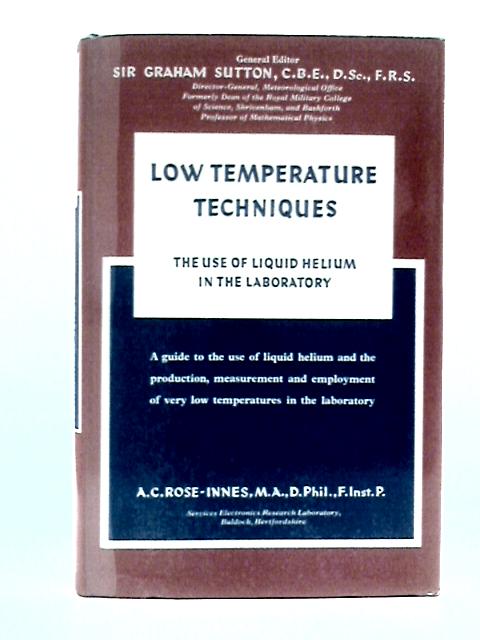 General Editor
SIR GRAHAM SUTTON, C.B.E., D.Sc., F.R.S.
Director-General, Meteorological Office
Formerly Dean of the Royal Military College
of Science, Shrivenham, and Bashforth
Professor of Mathematical Physics
LOW TEMPERATURE
TECHNIQUES
THE USE OF LIQUID HELIUM
IN THE LABORATORY
A guide to the use of liquid helium and the
production, measurement and employment
of very low temperatures in the laboratory
A.C. ROSE-INNES, M.A., D.Phil., F.Inst.P.
Services Electronics Research Laboratory,
Baldock, Hertfordshire